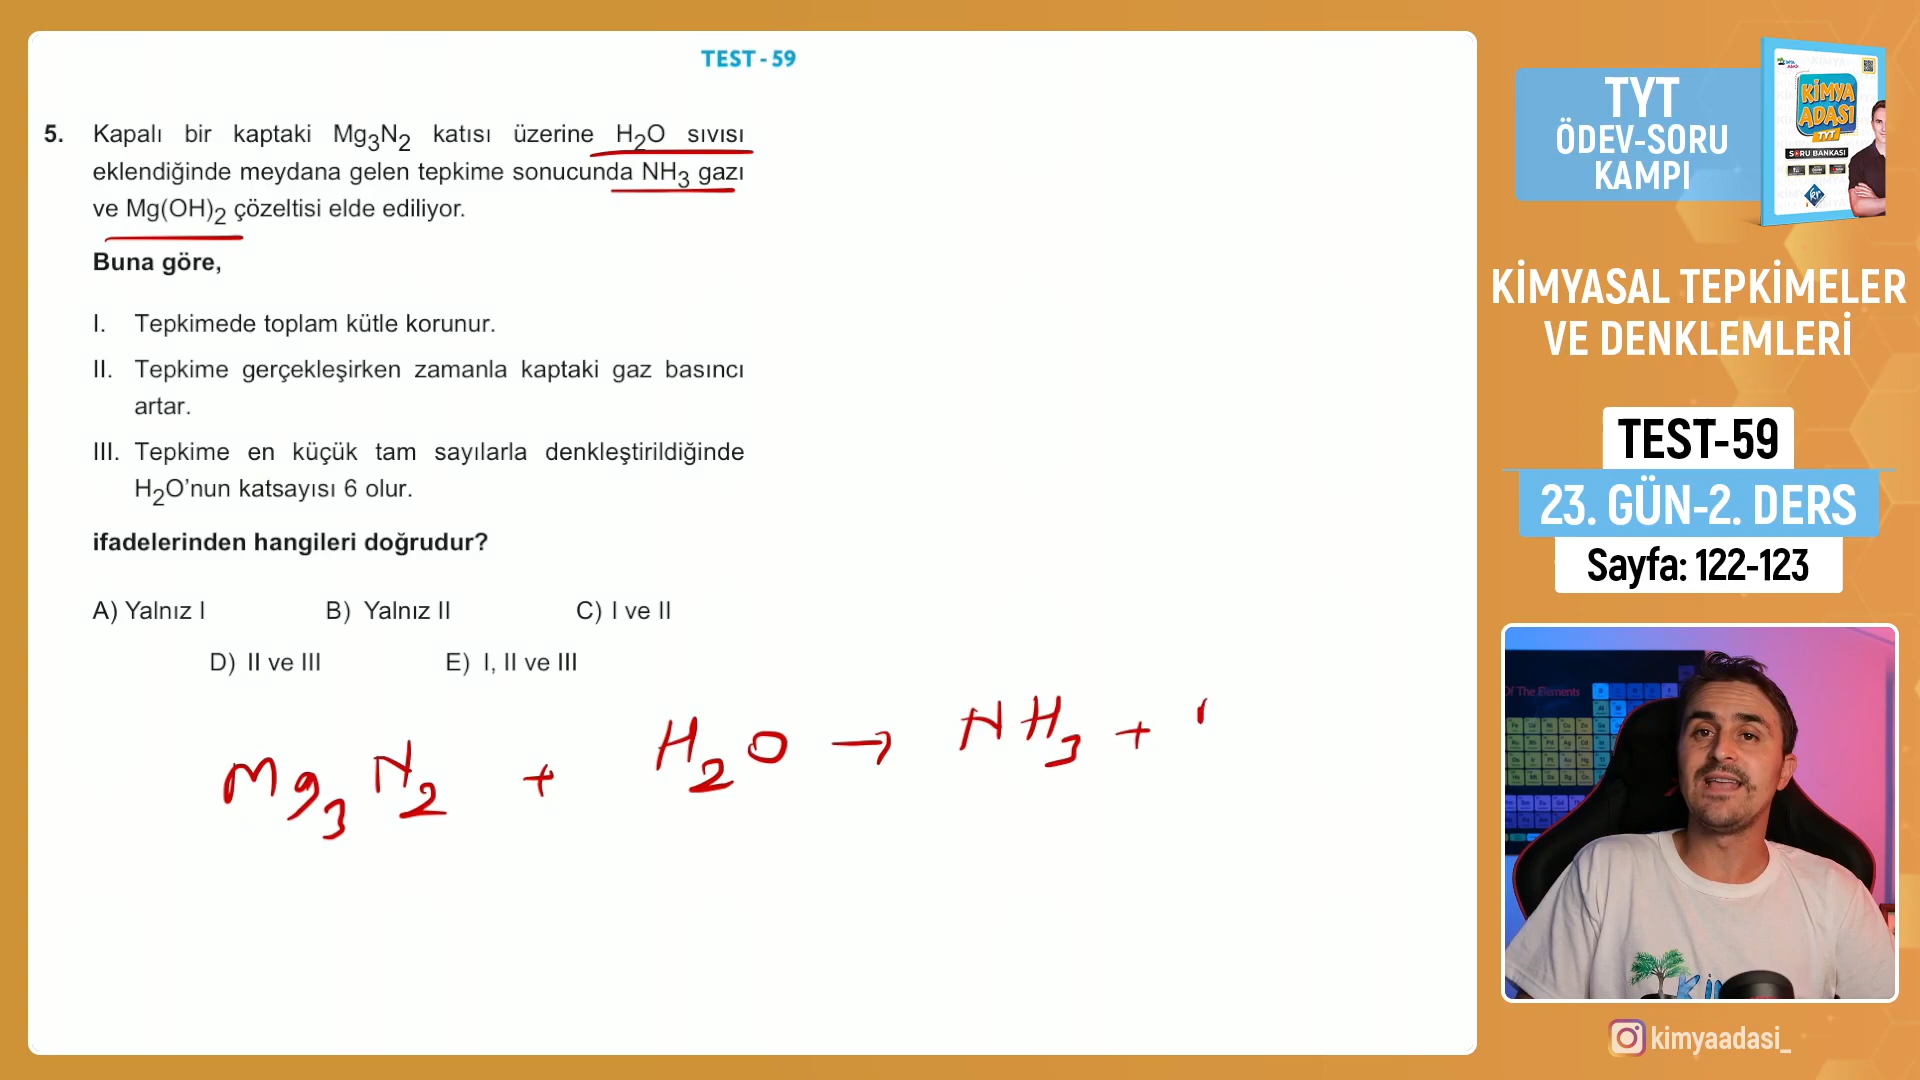 TEST - 59
5. Kapalı bir kaptaki Mg3N2 katısı üzerine H2O sıvısı
eklendiğinde meydana gelen tepkime sonucunda NH3 gazı
ve Mg(OH)2 çözeltisi elde ediliyor.
Buna göre,
I. Tepkimede toplam kütle korunur.
II. Tepkime gerçekleşirken zamanla kaptaki gaz basıncı
artar.
III. Tepkime en küçük tam sayılarla denkleştirildiğinde
H2O'nun katsayısı 6 olur.
ifadelerinden hangileri doğrudur?
A) Yalnız I B) Yalnız II C) I ve II
D) II ve III E) I, II ve III
Mg3N2 + H2O → NH3 +
TYT
ÖDEV-SORU
KAMPI
KİMYA
ADASI
TYT
SORU BANKASI
kr
KİMYASAL TEPKİMELER
VE DENKLEMLERİ
TEST-59
23. GÜN-2. DERS
Sayfa: 122-123
Of The Elements
kimyaadasi_